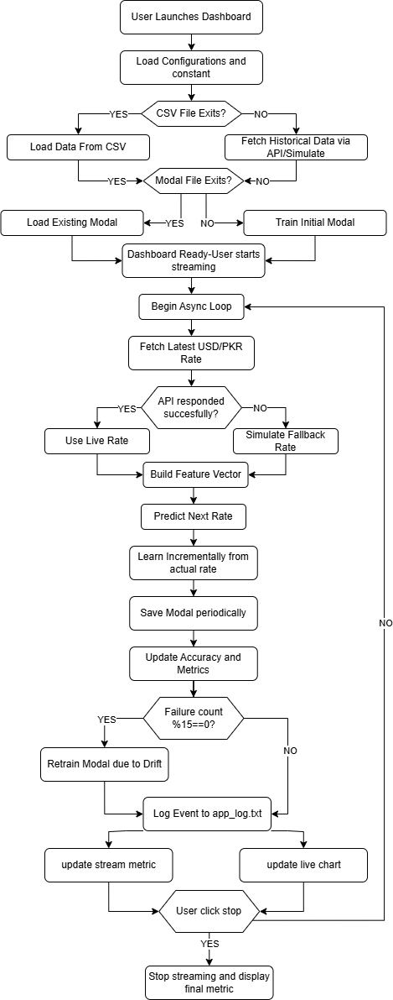 User Launches Dashboard
Load Configurations and
constant
CSV File Exits?
YES
NO
Load Data From CSV
Fetch Historical Data via
API/Simulate
YES
Modal File Exits?
NO
Load Existing Modal
YES
NO
Train Initial Modal
Dashboard Ready-User starts
streaming
Begin Async Loop
Fetch Latest USD/PKR
Rate
API responded
succesfully?
YES
NO
Use Live Rate
Simulate Fallback
Rate
Build Feature Vector
Predict Next Rate
Learn Incrementally from
actual rate
Save Modal periodically
NO
Update Accuracy and
Metrics
Failure count
%15==0?
YES
NO
Retrain Modal due to Drift
Log Event to app_log.txt
update stream metric
update live chart
User click stop
YES
Stop streaming and display
final metric